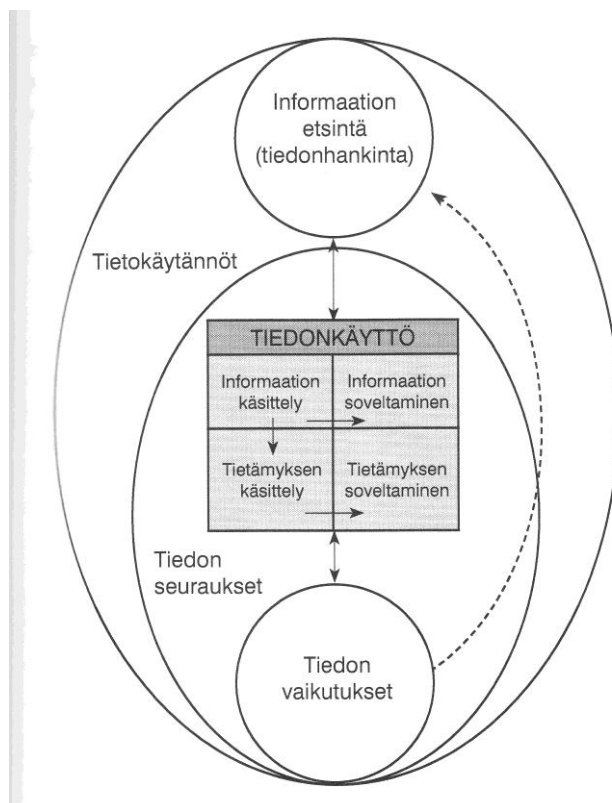 Informaation
etsintä
(tiedonhankinta)
Tietokäytännöt
TIEDONKÄYTTÖ
Informaation
käsittely
Informaation
soveltaminen
Tietämyksen
käsittely
Tietämyksen
soveltaminen
Tiedon
seuraukset
Tiedon
vaikutukset